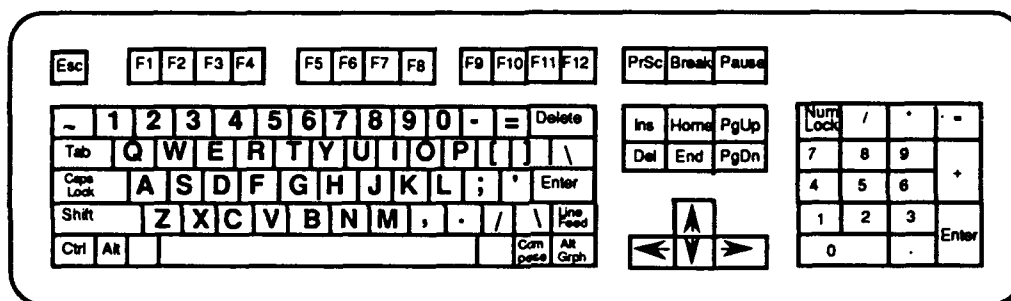 Esc F1 F2 F3 F4 F5 F6 F7 F8 F9 F10 F11 F12 PrSc Break Pause
~ 1 2 3 4 5 6 7 8 9 0 - = Delete Ins Home PgUp Num Lock / * - =
Tab Q W E R T Y U I O P [ ] \ Del End PgDn 7 8 9 +
Caps Lock A S D F G H J K L ; ' Enter 4 5 6
Shift Z X C V B N M , . / \ Line Feed 1 2 3 Enter
Ctrl Alt Compose Alt Grph 0 .